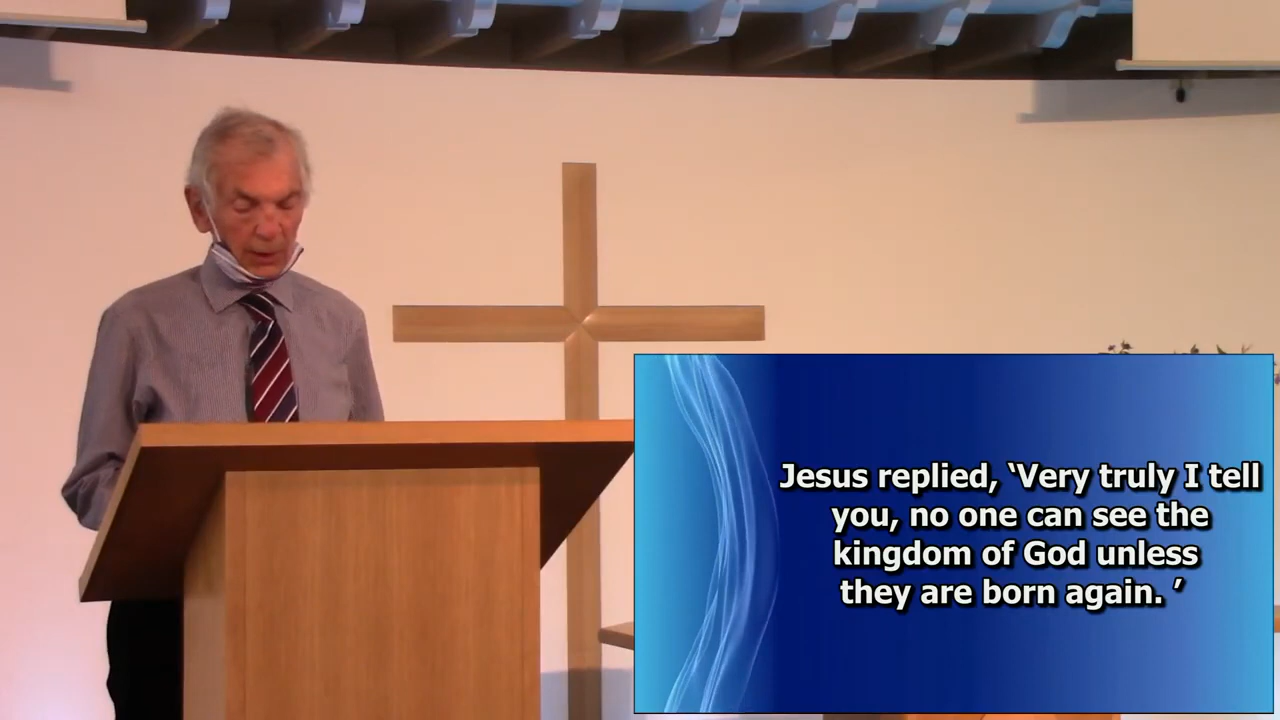 Jesus replied, ‘Very truly I tell
you, no one can see the
kingdom of God unless
they are born again. ’